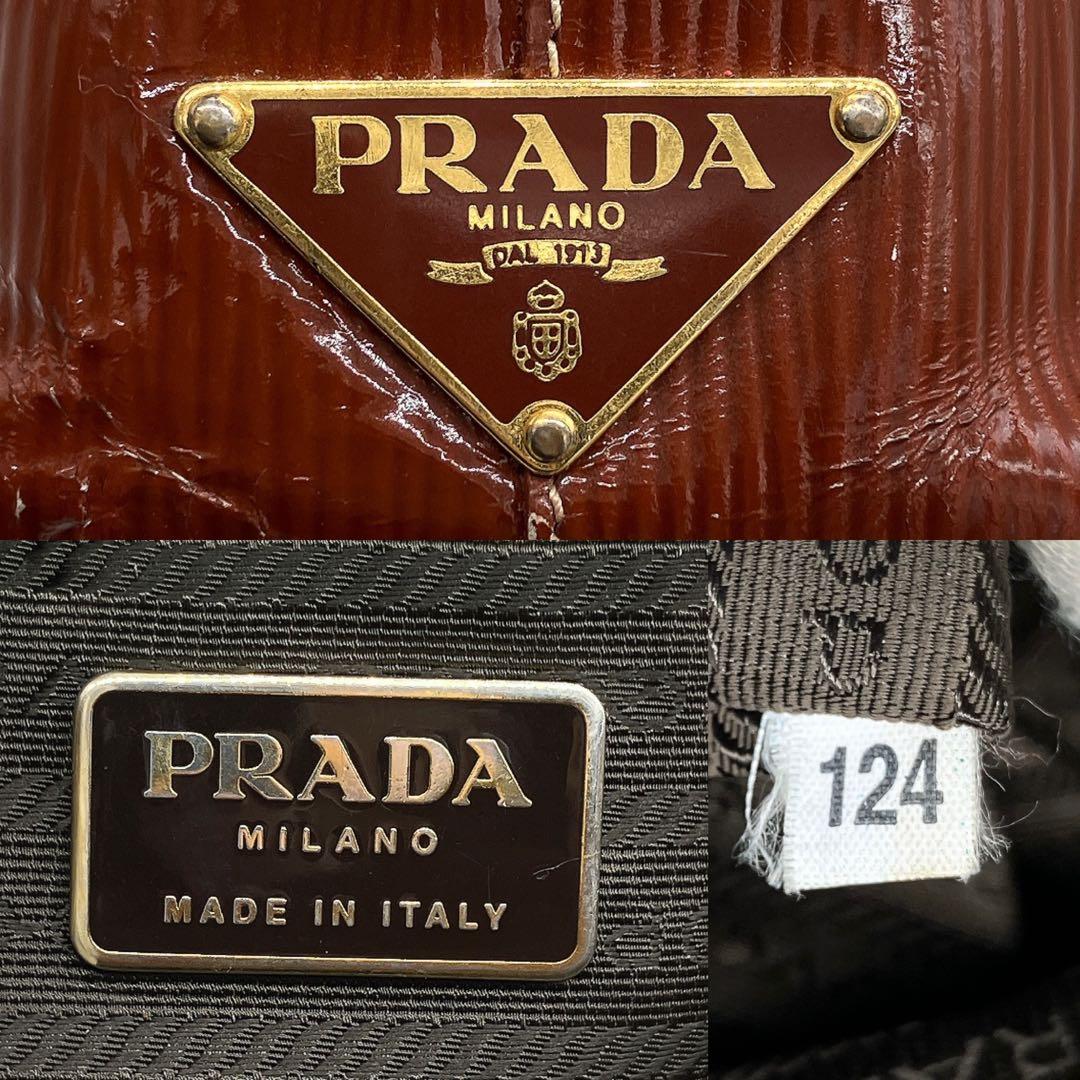 PRADA
MILANO
DAL 1913
PRADA
MILANO
MADE IN ITALY
124